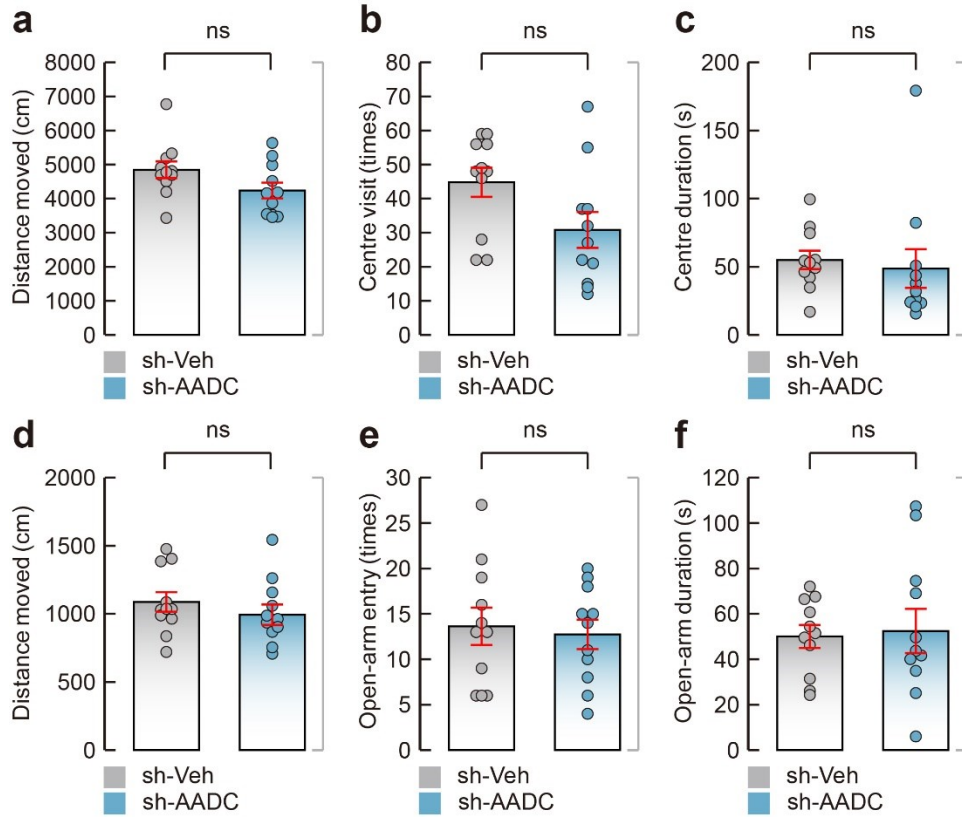 a
ns
Distance moved (cm)
8000
7000
6000
5000
4000
3000
2000
1000
0
sh-Veh
sh-AADC
b
ns
Centre visit (times)
80
70
60
50
40
30
20
10
0
sh-Veh
sh-AADC
c
ns
Centre duration (s)
200
150
100
50
0
sh-Veh
sh-AADC
d
ns
Distance moved (cm)
2000
1500
1000
500
0
sh-Veh
sh-AADC
e
ns
Open-arm entry (times)
30
25
20
15
10
5
0
sh-Veh
sh-AADC
f
ns
Open-arm duration (s)
120
100
80
60
40
20
0
sh-Veh
sh-AADC